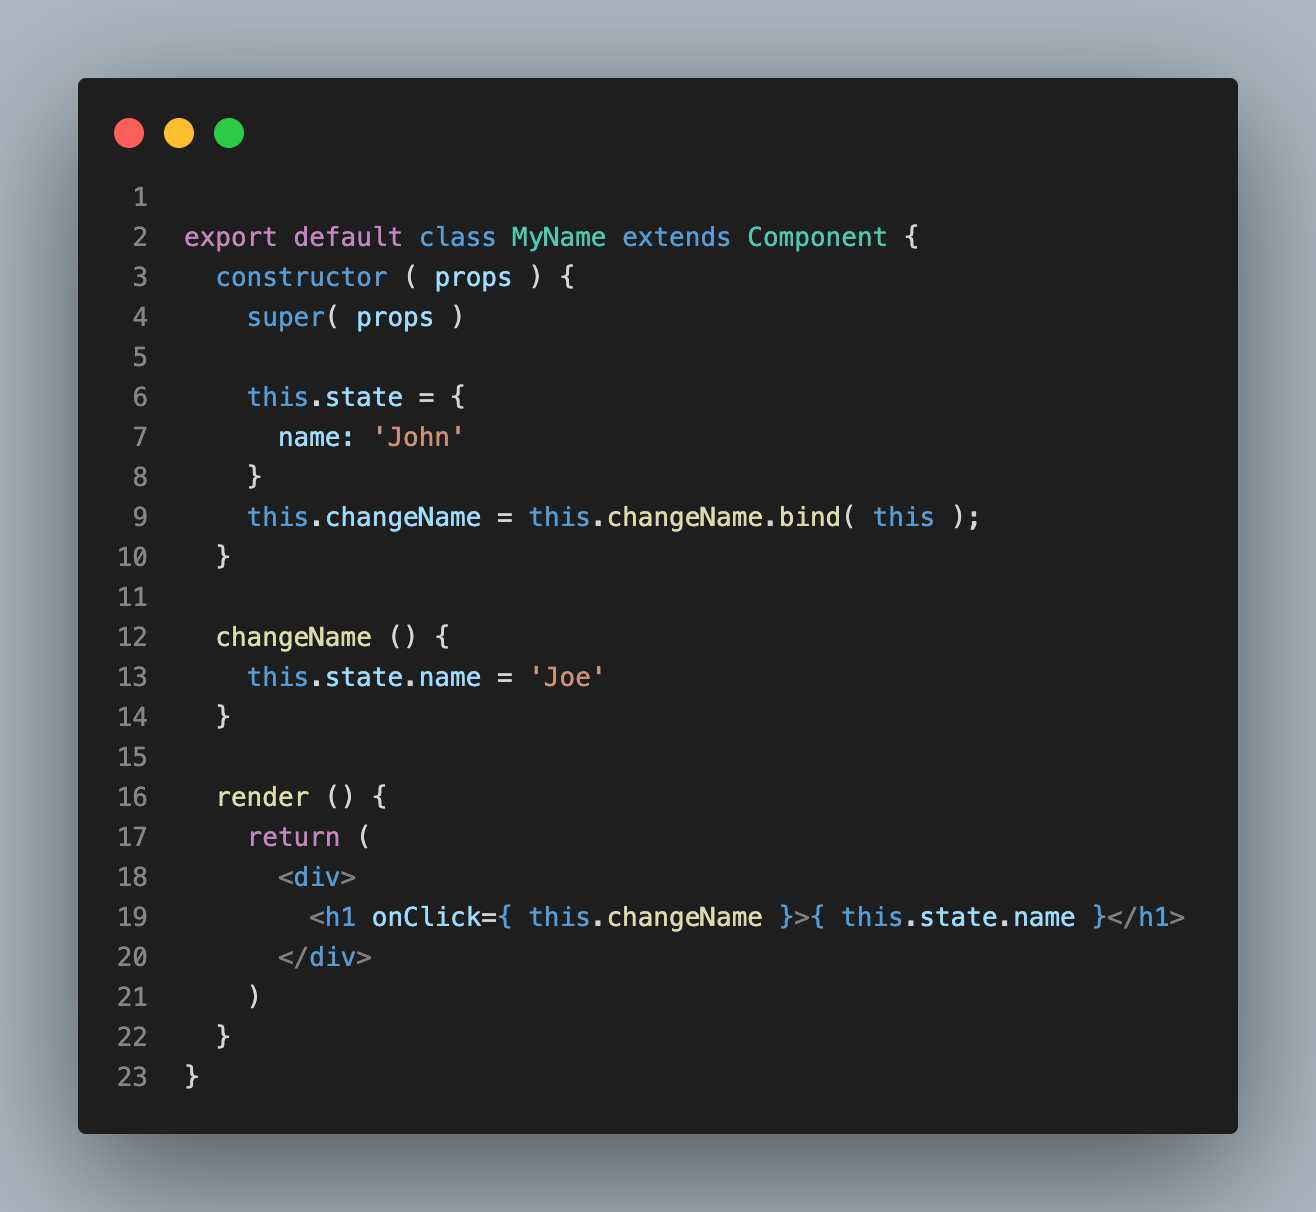 1
2 export default class MyName extends Component {
3   constructor ( props ) {
4     super( props )
5
6     this.state = {
7       name: 'John'
8     }
9     this.changeName = this.changeName.bind( this );
10   }
11
12   changeName () {
13     this.state.name = 'Joe'
14   }
15
16   render () {
17     return (
18       <div>
19         <h1 onClick={ this.changeName }>{ this.state.name }</h1>
20       </div>
21     )
22   }
23 }